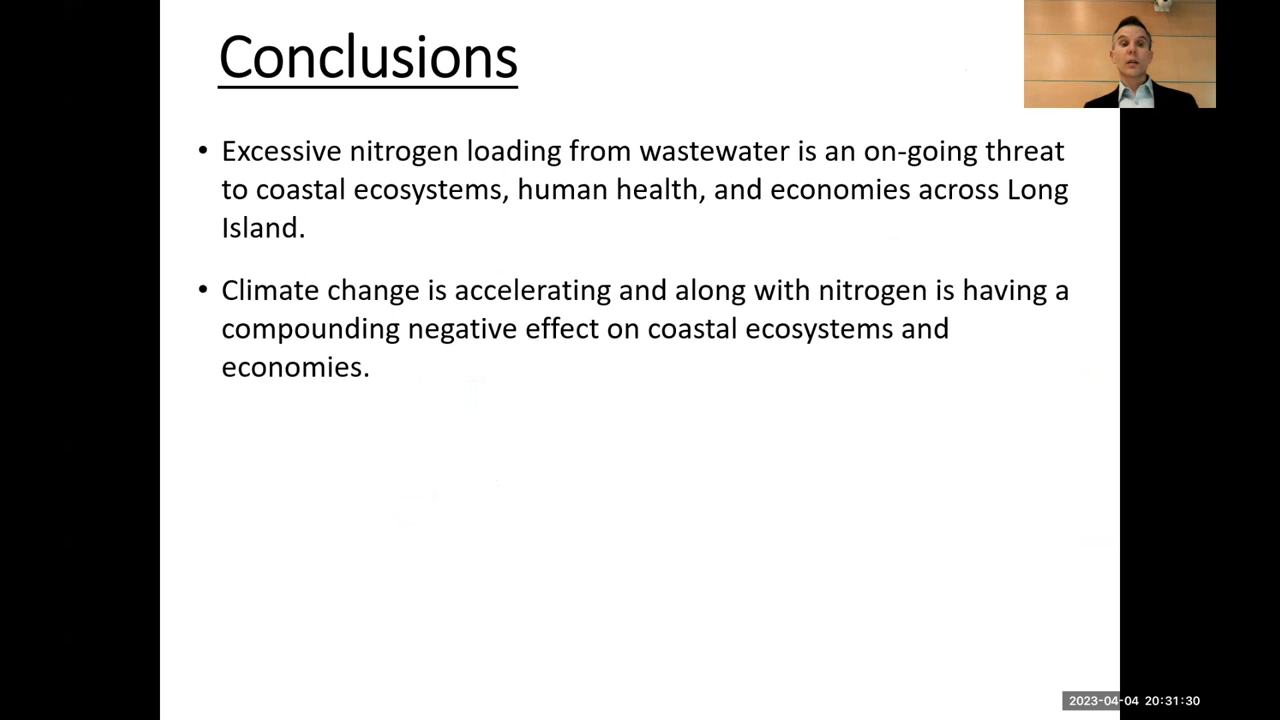 Conclusions
• Excessive nitrogen loading from wastewater is an on-going threat
to coastal ecosystems, human health, and economies across Long
Island.
• Climate change is accelerating and along with nitrogen is having a
compounding negative effect on coastal ecosystems and
economies.
2023-04-04 20:31:30